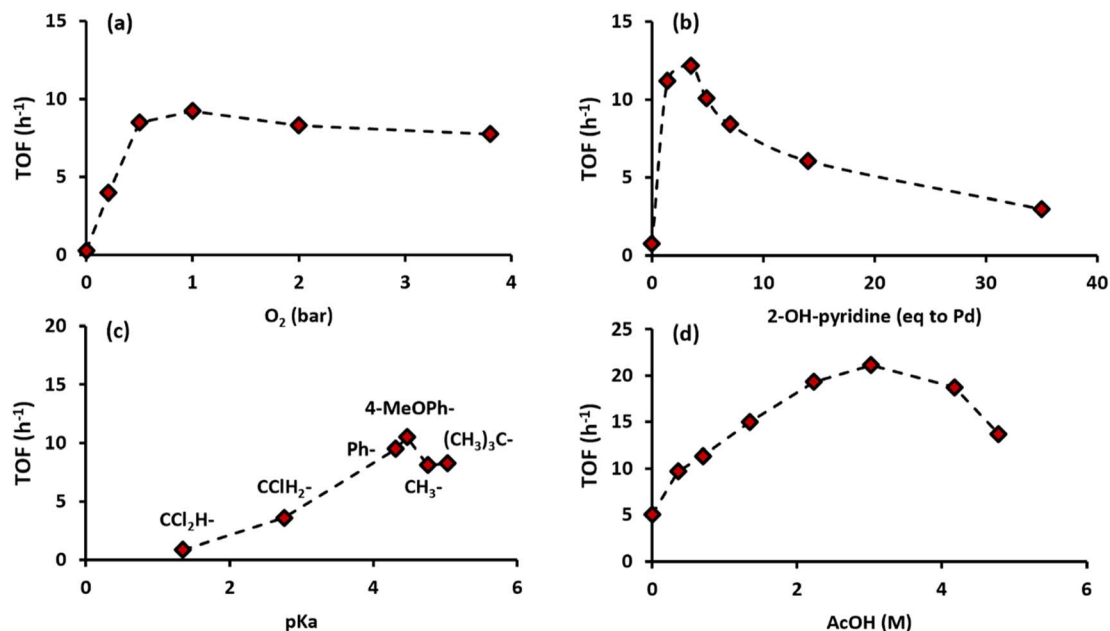 (a)
15
10
5
0
TOF (h⁻¹)
0 1 2 3 4
O₂ (bar)
(b)
15
10
5
0
TOF (h⁻¹)
0 10 20 30 40
2-OH-pyridine (eq to Pd)
(c)
20
15
10
5
0
TOF (h⁻¹)
4-MeOPh-
(CH₃)₃C-
Ph-
CH₃-
CClH₂-
CCl₂H-
0 2 4 6
pKa
(d)
25
20
15
10
5
0
TOF (h⁻¹)
0 2 4 6
AcOH (M)